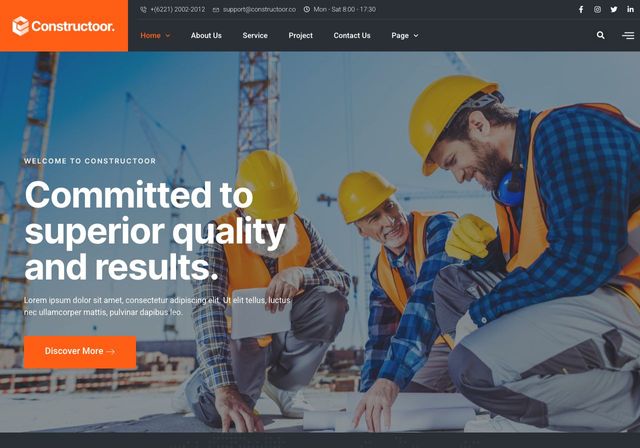 Constructoor.
+(6221) 2002-2012
support@constructoor.co
Mon - Sat 8:00 - 17:30
Home
About Us
Service
Project
Contact Us
Page
WELCOME TO CONSTRUCTOOR
Committed to
superior quality
and results.
Lorem ipsum dolor sit amet, consectetur adipiscing elit. Ut elit tellus, luctus
nec ullamcorper mattis, pulvinar dapibus leo.
Discover More